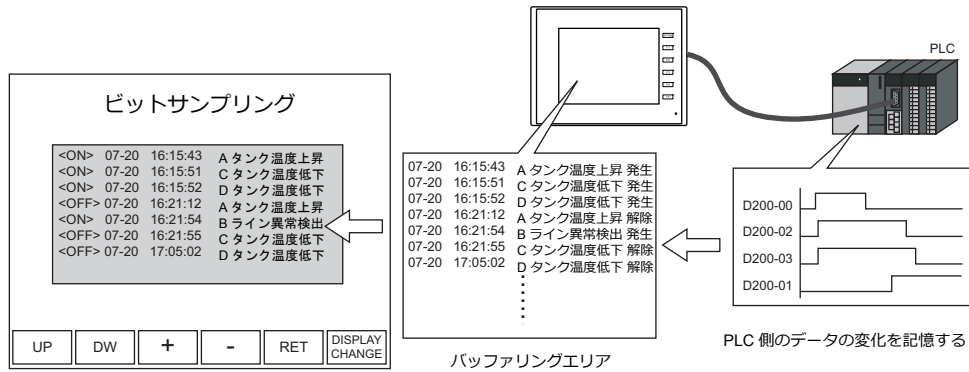 ビットサンプリング
<ON> 07-20 16:15:43 A タンク温度上昇
<ON> 07-20 16:15:51 C タンク温度低下
<ON> 07-20 16:15:52 D タンク温度低下
<OFF> 07-20 16:21:12 A タンク温度上昇
<ON> 07-20 16:21:54 B ライン異常検出
<OFF> 07-20 16:21:55 C タンク温度低下
<OFF> 07-20 17:05:02 D タンク温度低下
UP DW + - RET DISPLAY CHANGE
07-20 16:15:43 A タンク温度上昇 発生
07-20 16:15:51 C タンク温度低下 発生
07-20 16:15:52 D タンク温度低下 発生
07-20 16:21:12 A タンク温度上昇 解除
07-20 16:21:54 B ライン異常検出 発生
07-20 16:21:55 C タンク温度低下 解除
07-20 17:05:02 D タンク温度低下 解除
バッファリングエリア
PLC
D200-00
D200-02
D200-03
D200-01
PLC 側のデータの変化を記憶する